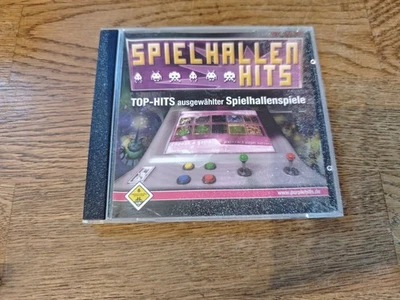 SPIELHALLEN
HITS
TOP-HITS ausgewählter Spielhallenspiele
www.purplehills.de